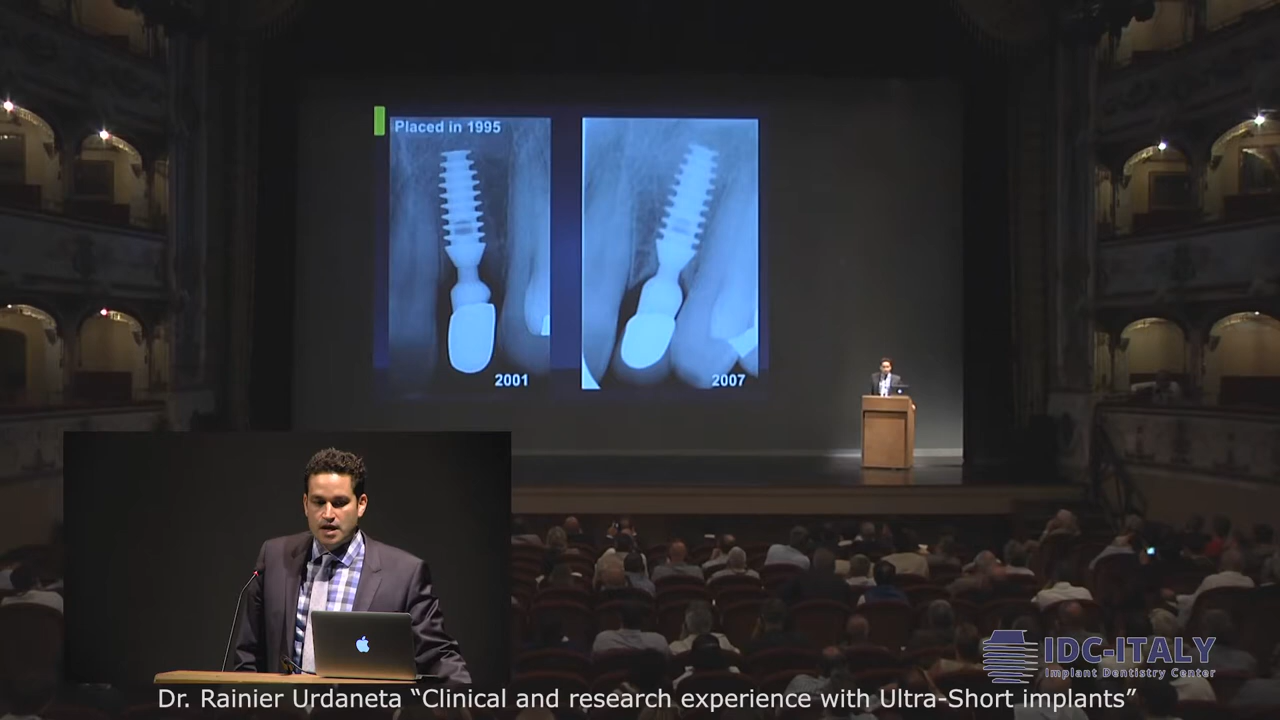 Placed in 1995
2001
2007
IDC-ITALY
Implant Dentistry Center
Dr. Rainier Urdaneta “Clinical and research experience with Ultra-Short implants”